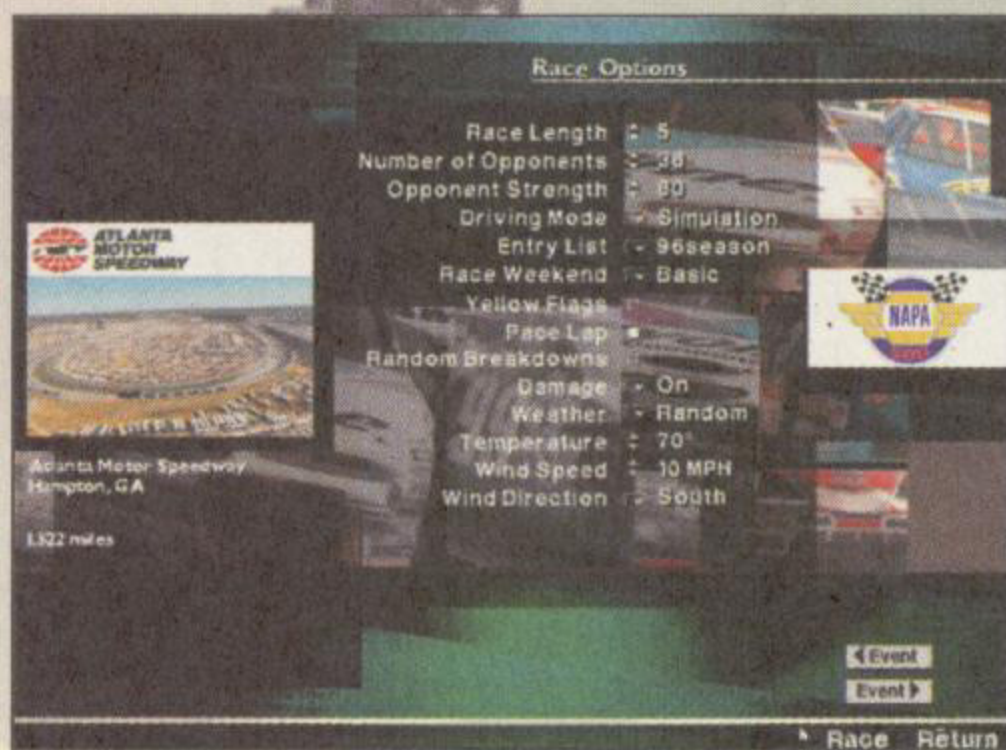 Race Options
Race Length 5
Number of Opponents 36
Opponent Strength 80
Driving Mode Simulation
Entry List 96season
Race Weekend Basic
Yellow Flags
Pace Lap
Random Breakdowns
Damage On
Weather Random
Temperature 70°
Wind Speed 10 MPH
Wind Direction South
ATLANTA
MOTOR
SPEEDWAY
Atlanta Motor Speedway
Hampton, GA
1.522 miles
NAPA
Event
Event
Race Return